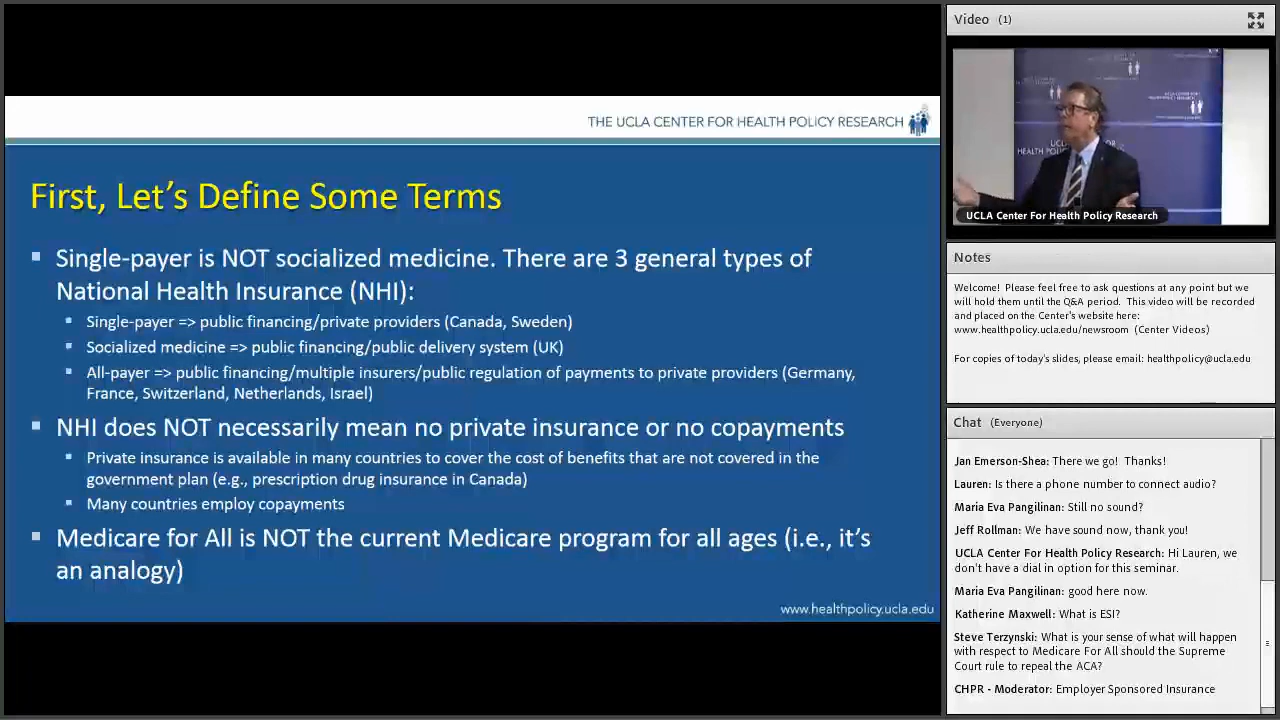 THE UCLA CENTER FOR HEALTH POLICY RESEARCH
First, Let's Define Some Terms
▪ Single-payer is NOT socialized medicine. There are 3 general types of
National Health Insurance (NHI):
▪ Single-payer => public financing/private providers (Canada, Sweden)
▪ Socialized medicine => public financing/public delivery system (UK)
▪ All-payer => public financing/multiple insurers/public regulation of payments to private providers (Germany,
France, Switzerland, Netherlands, Israel)
▪ NHI does NOT necessarily mean no private insurance or no copayments
▪ Private insurance is available in many countries to cover the cost of benefits that are not covered in the
government plan (e.g., prescription drug insurance in Canada)
▪ Many countries employ copayments
▪ Medicare for All is NOT the current Medicare program for all ages (i.e., it's
an analogy)
www.healthpolicy.ucla.edu
Video (1)
UCLA Center For Health Policy Research
Notes
Welcome! Please feel free to ask questions at any point but we
will hold them until the Q&A period. This video will be recorded
and placed on the Center's website here:
www.healthpolicy.ucla.edu/newsroom (Center Videos)
For copies of today's slides, please email: healthpolicy@ucla.edu
Chat (Everyone)
Jan Emerson-Shea: There we go! Thanks!
Lauren: Is there a phone number to connect audio?
Maria Eva Pangilinan: Still no sound?
Jeff Rollman: We have sound now, thank you!
UCLA Center For Health Policy Research: Hi Lauren, we
don't have a dial in option for this seminar.
Maria Eva Pangilinan: good here now.
Katherine Maxwell: What is ESI?
Steve Terzynski: What is your sense of what will happen
with respect to Medicare For All should the Supreme
Court rule to repeal the ACA?
CHPR - Moderator: Employer Sponsored Insurance